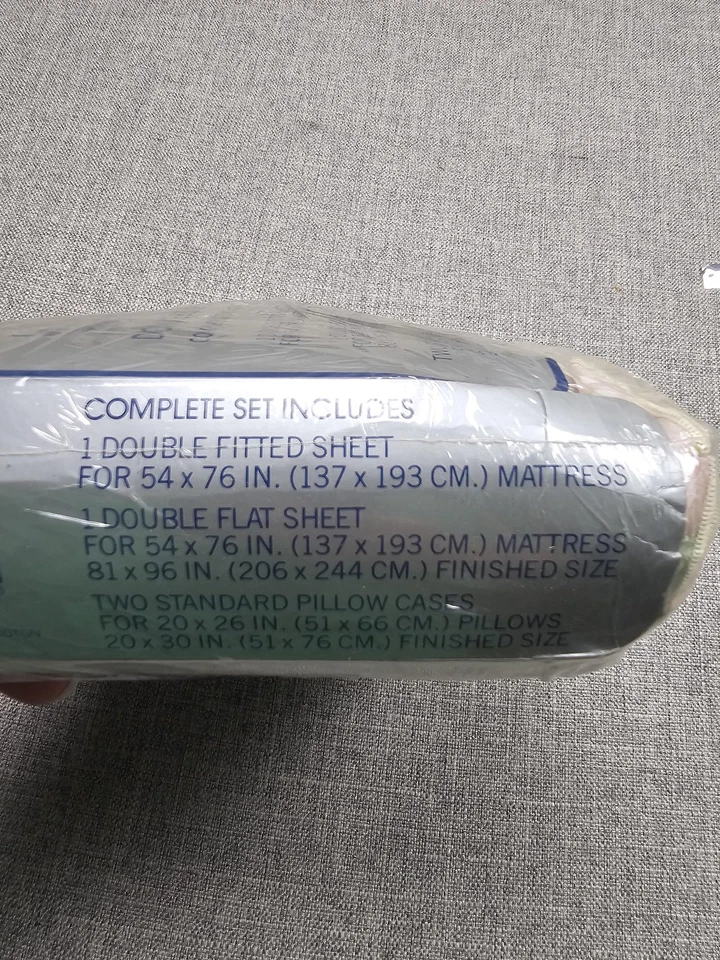 COMPLETE SET INCLUDES
1 DOUBLE FITTED SHEET
FOR 54 x 76 IN. (137 x 193 CM.) MATTRESS
1 DOUBLE FLAT SHEET
FOR 54 x 76 IN. (137 x 193 CM.) MATTRESS
81 x 96 IN. (206 x 244 CM.) FINISHED SIZE
TWO STANDARD PILLOW CASES
FOR 20 x 26 IN. (51 x 66 CM.) PILLOWS
20 x 30 IN. (51 x 76 CM.) FINISHED SIZE